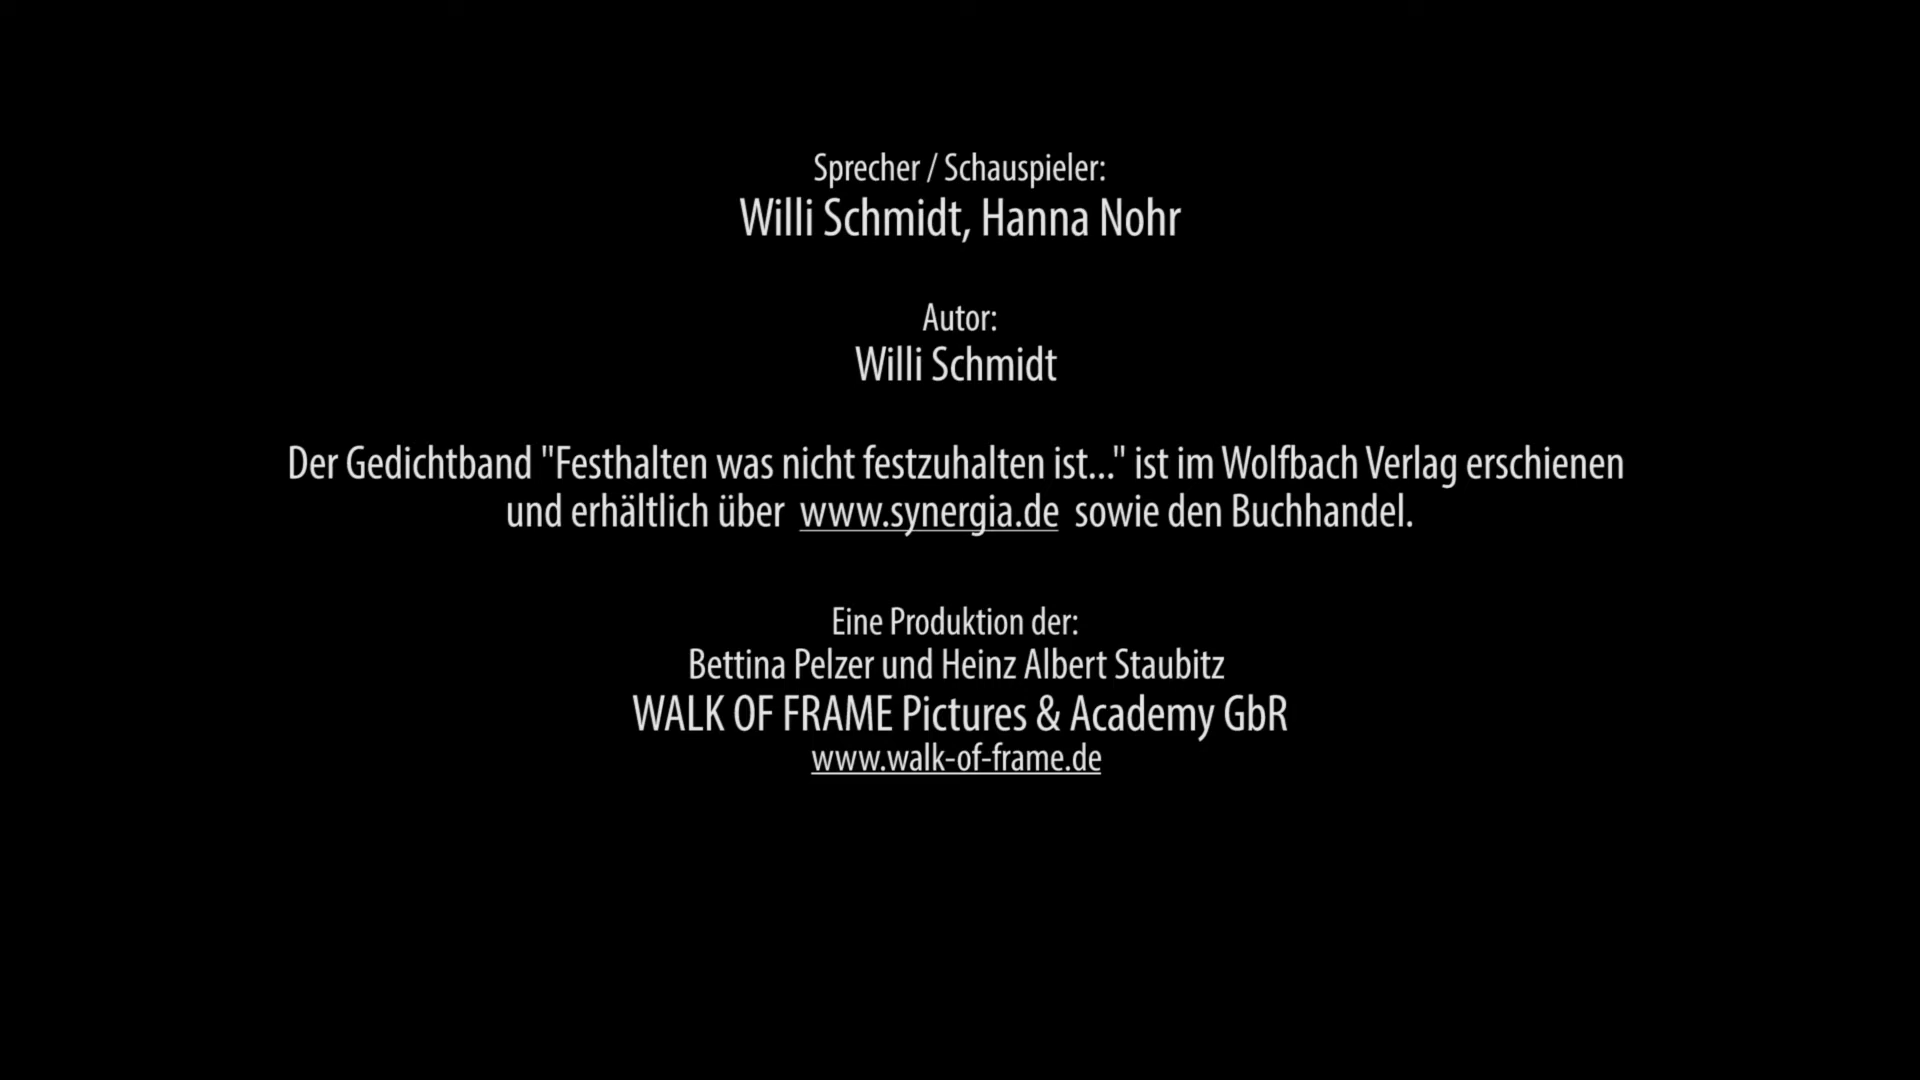 Sprecher / Schauspieler:
Willi Schmidt, Hanna Nohr
Autor:
Willi Schmidt
Der Gedichtband "Festhalten was nicht festzuhalten ist..." ist im Wolfbach Verlag erschienen
und erhältlich über www.synergia.de sowie den Buchhandel.
Eine Produktion der:
Bettina Pelzer und Heinz Albert Staubitz
WALK OF FRAME Pictures & Academy GbR
www.walk-of-frame.de